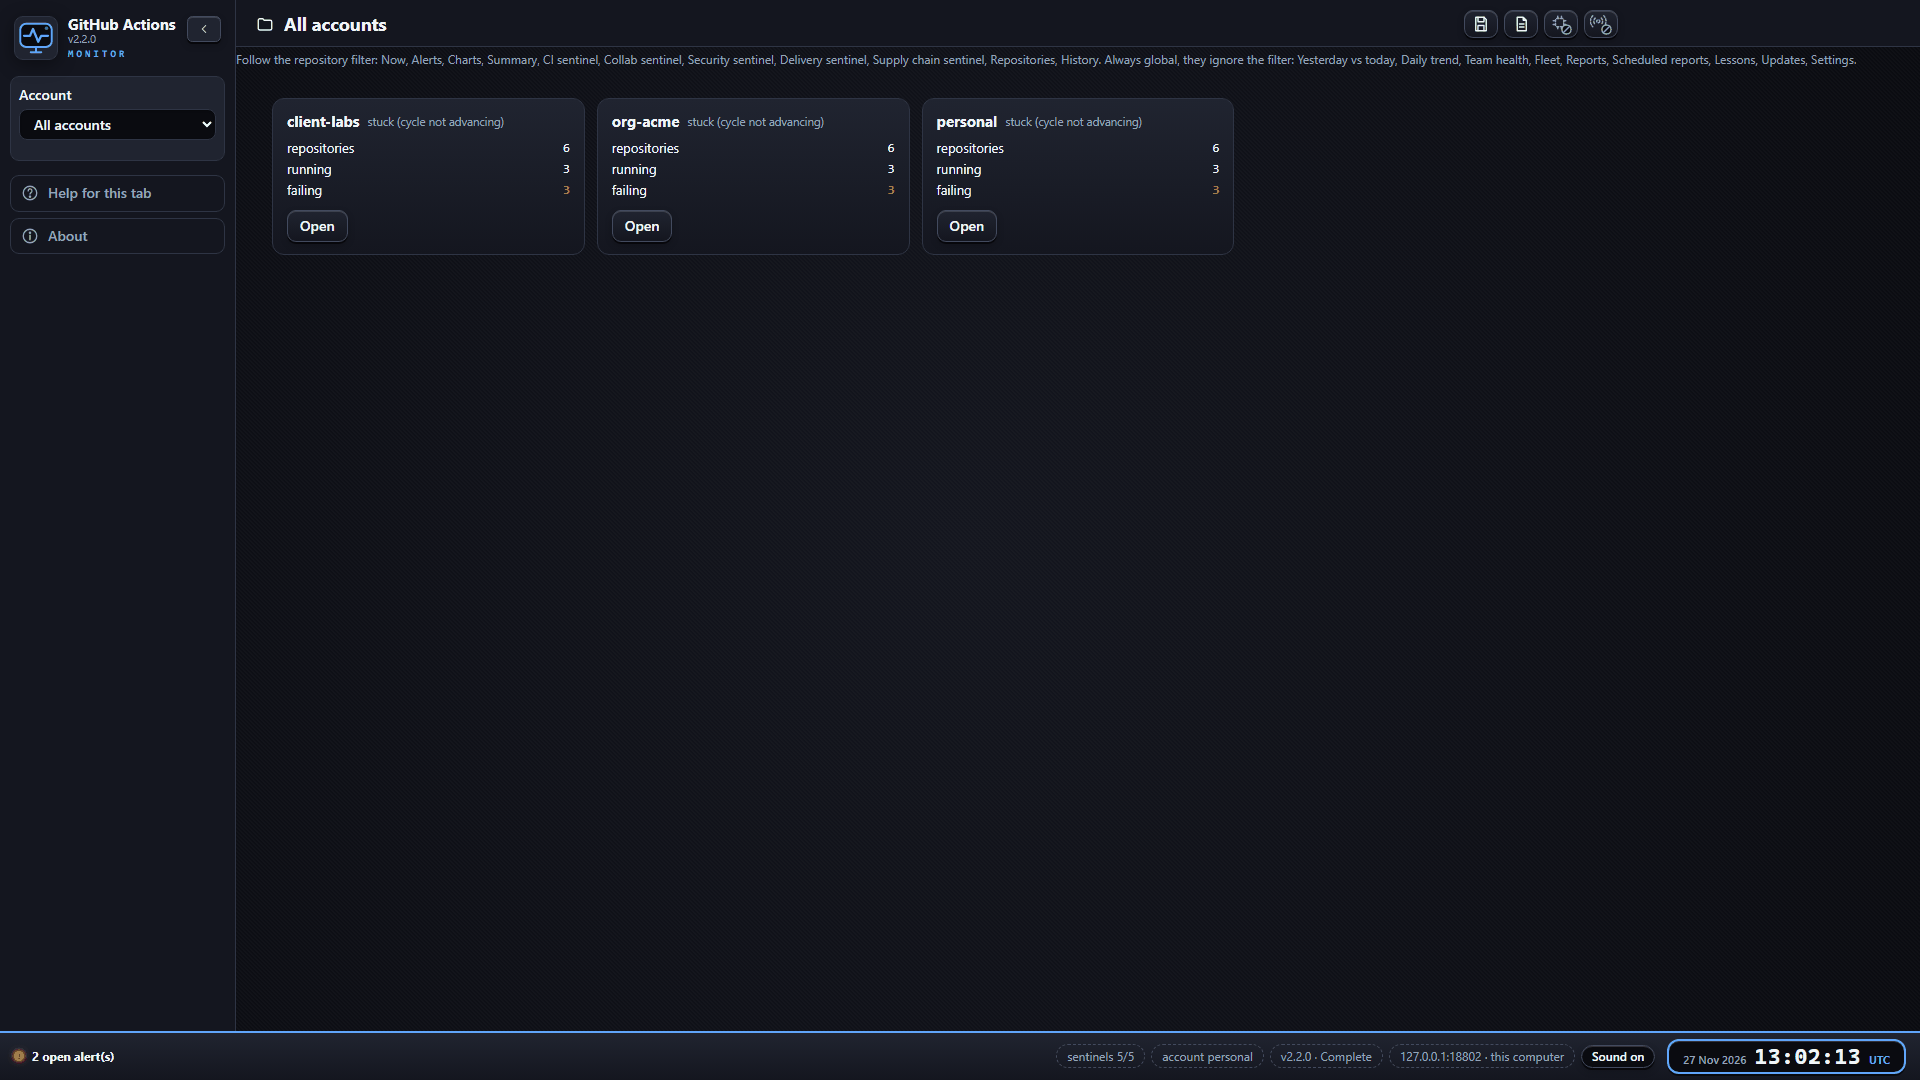 GitHub Actions
v2.2.0
MONITOR
Account
All accounts
Help for this tab
About
All accounts
Follow the repository filter: Now, Alerts, Charts, Summary, CI sentinel, Collab sentinel, Security sentinel, Delivery sentinel, Supply chain sentinel, Repositories, History. Always global, they ignore the filter: Yesterday vs today, Daily trend, Team health, Fleet, Reports, Scheduled reports, Lessons, Updates, Settings.
client-labs stuck (cycle not advancing)
repositories 6
running 3
failing 3
Open
org-acme stuck (cycle not advancing)
repositories 6
running 3
failing 3
Open
personal stuck (cycle not advancing)
repositories 6
running 3
failing 3
Open
2 open alert(s)
sentinels 5/5
account personal
v2.2.0 · Complete
127.0.0.1:18802 · this computer
Sound on
27 Nov 2026 13:02:13 UTC